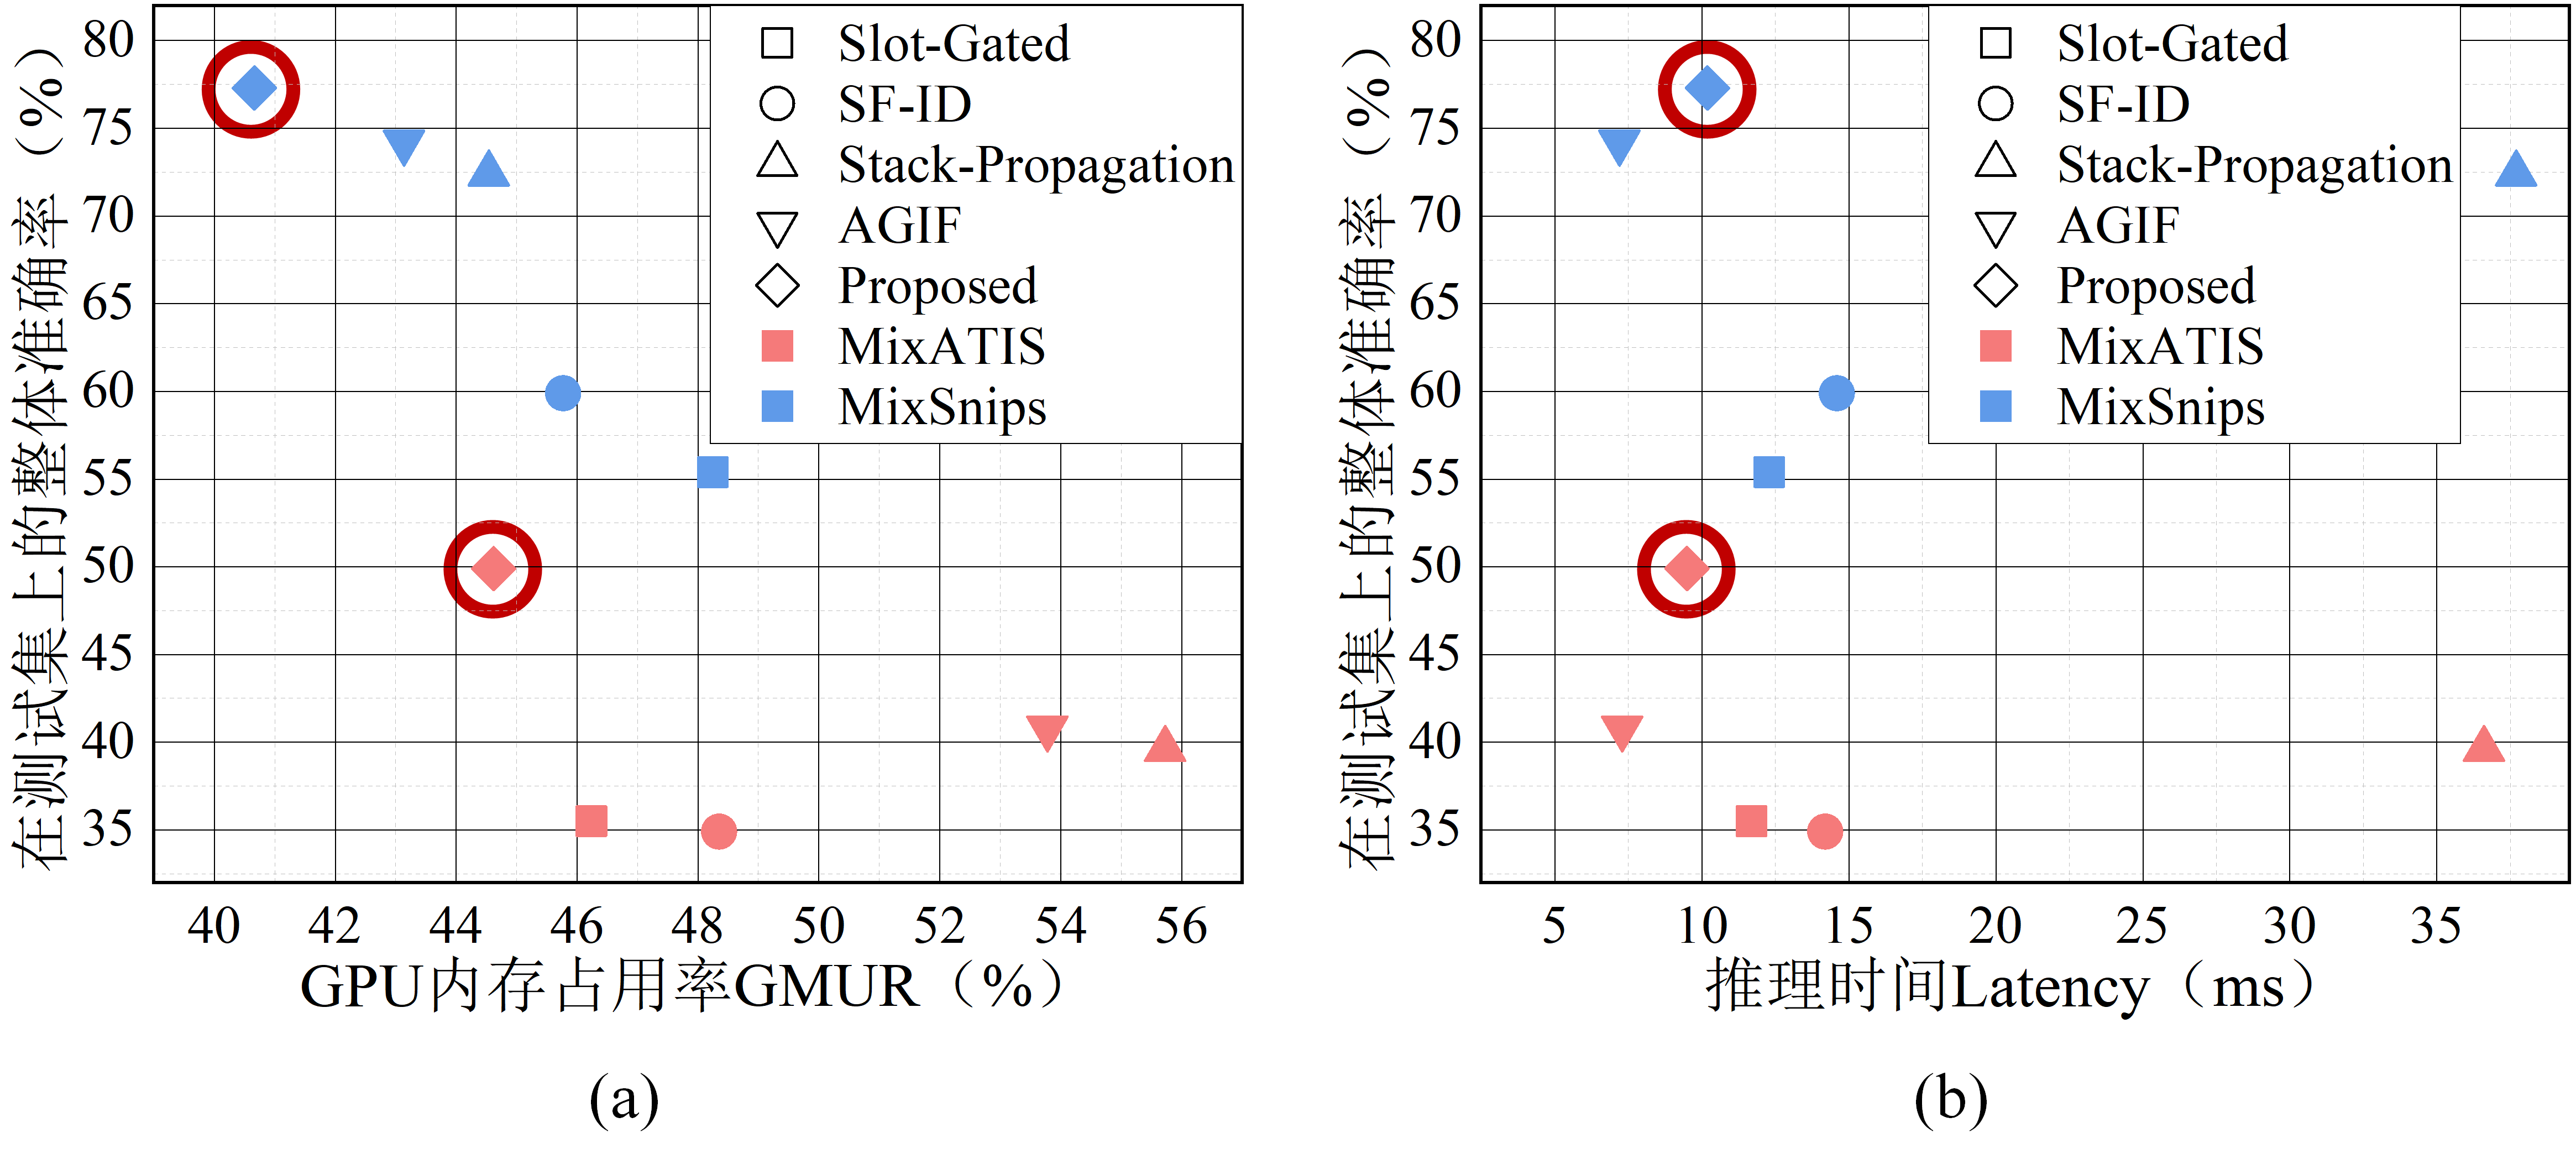 在测试集上的整体准确率（%）
80
75
70
65
60
55
50
45
40
35
Slot-Gated
SF-ID
Stack-Propagation
AGIF
Proposed
MixATIS
MixSnips
40 42 44 46 48 50 52 54 56
GPU内存占用率GMUR（%）
(a)
在测试集上的整体准确率（%）
80
75
70
65
60
55
50
45
40
35
Slot-Gated
SF-ID
Stack-Propagation
AGIF
Proposed
MixATIS
MixSnips
5 10 15 20 25 30 35
推理时间Latency（ms）
(b)